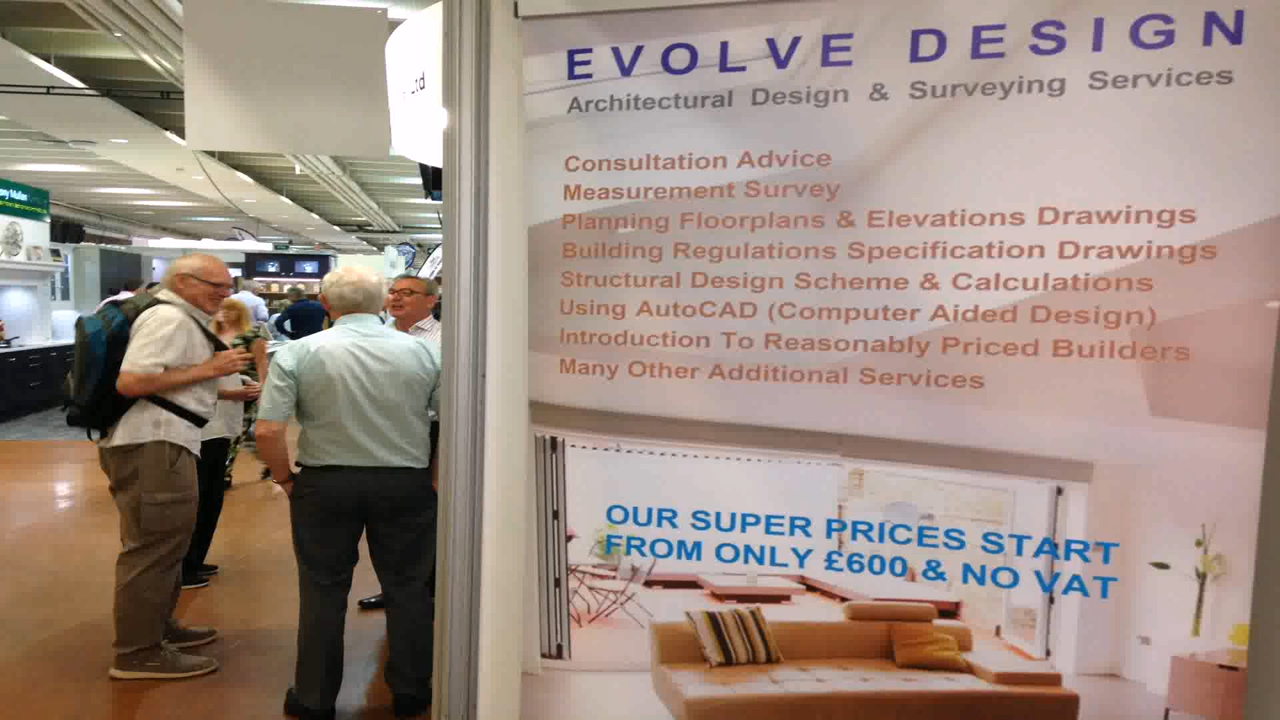 EVOLVE DESIGN
Architectural Design & Surveying Services
Consultation Advice
Measurement Survey
Planning Floorplans & Elevations Drawings
Building Regulations Specification Drawings
Structural Design Scheme & Calculations
Using AutoCAD (Computer Aided Design)
Introduction To Reasonably Priced Builders
Many Other Additional Services
OUR SUPER PRICES START
FROM ONLY £600 & NO VAT